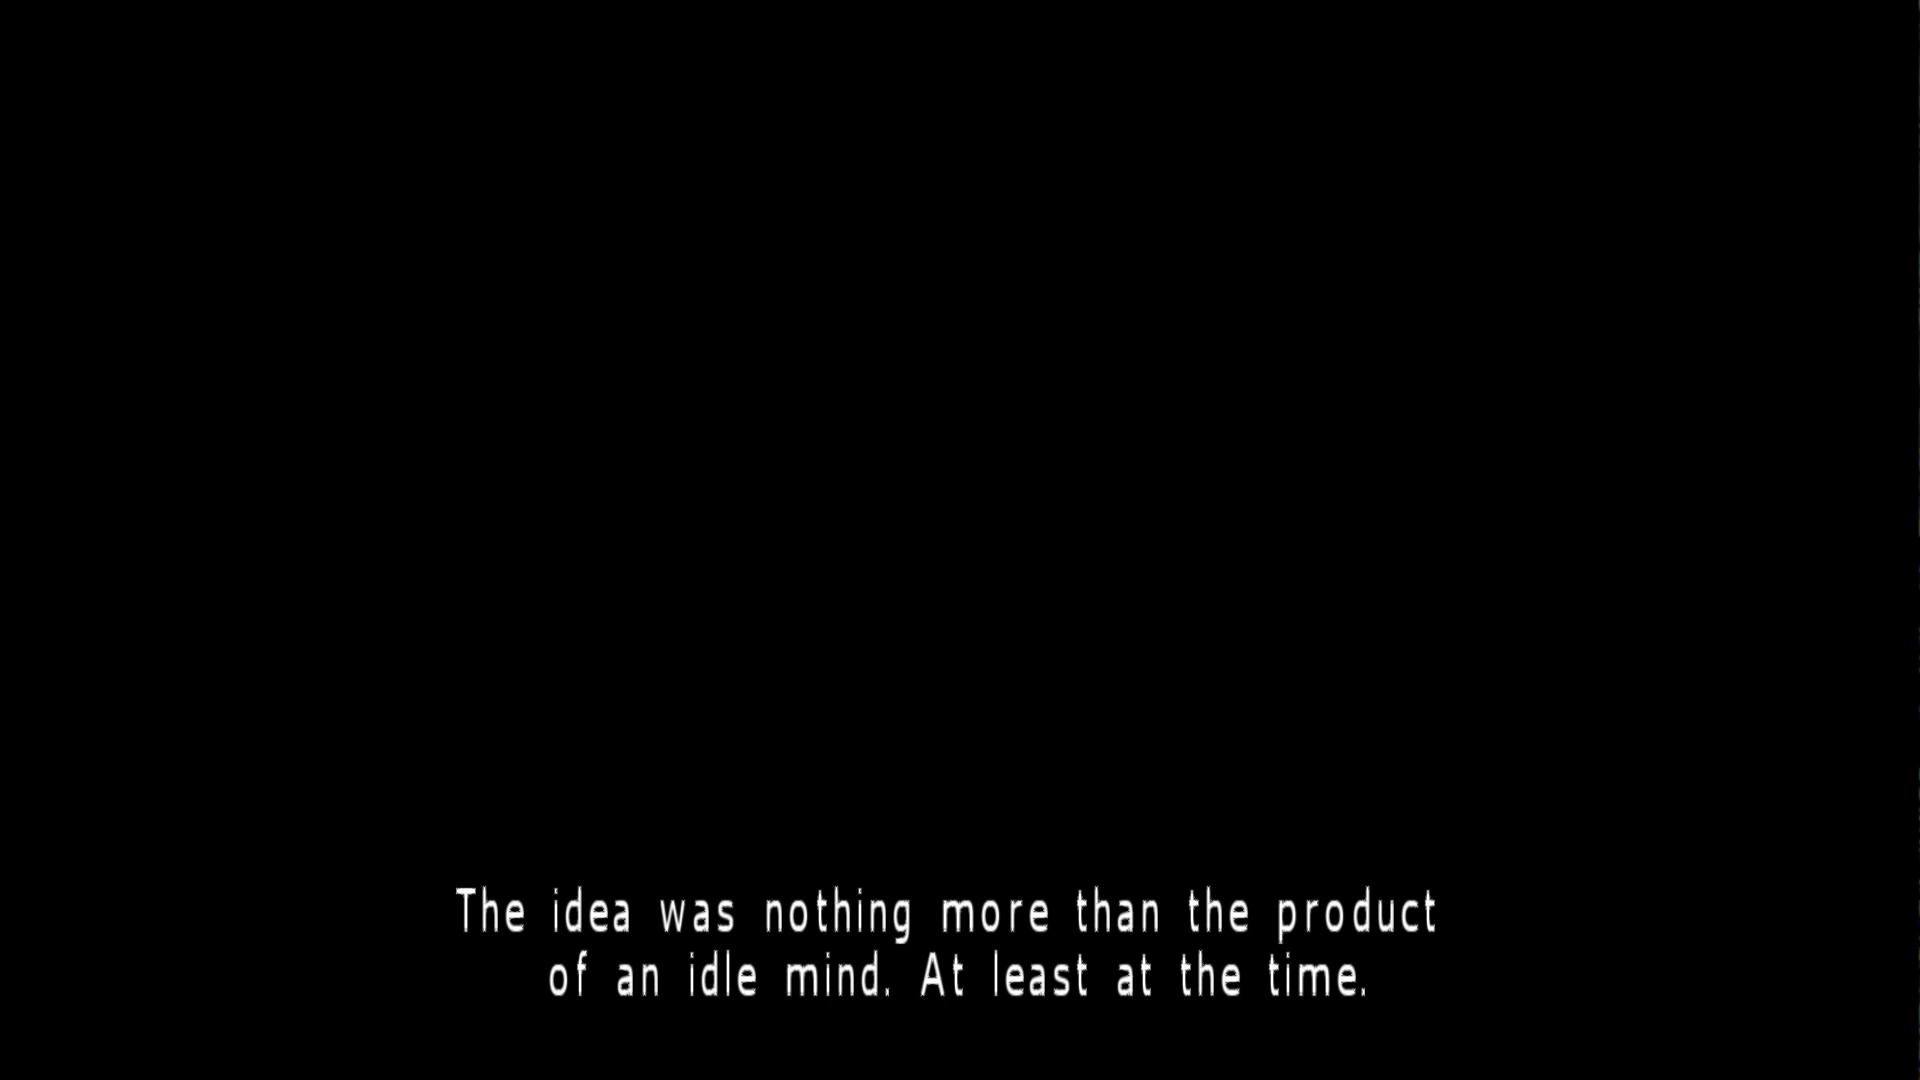 The idea was nothing more than the product
of an idle mind. At least at the time.